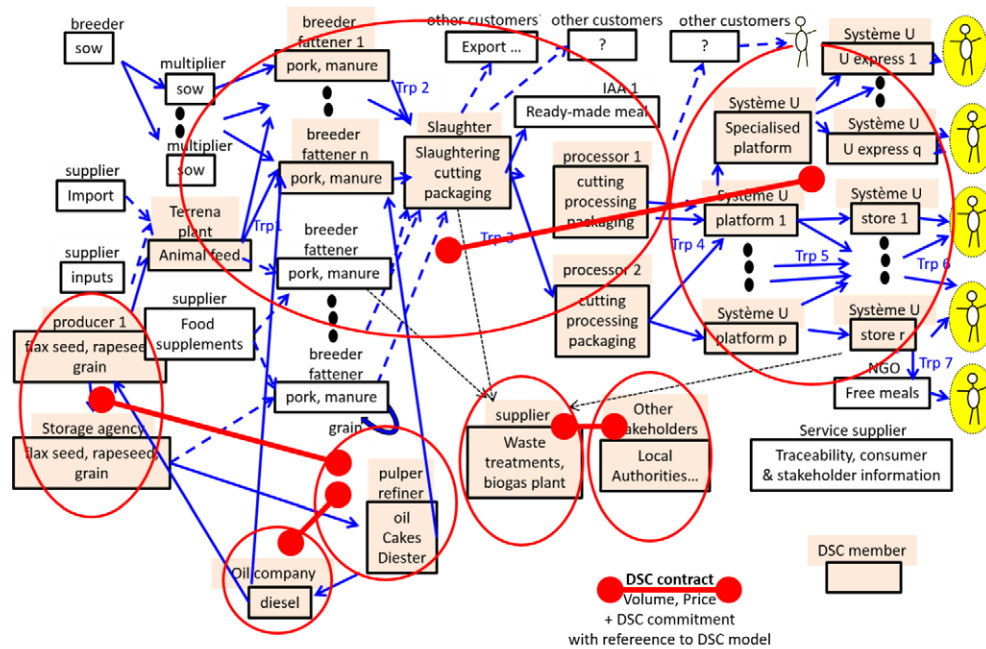 breeder
sow
multiplier
sow
multiplier
sow
breeder
fattener 1
pork, manure
Trp 2
other customers
Export ...
other customers
?
other customers
?
Système U
U express 1
IAA 1
Ready-made meal
Système U
Specialised
platform
Système U
U express q
breeder
fattener n
pork, manure
Slaughter
Slaughtering
cutting
packaging
processor 1
cutting
processing
packaging
supplier
Import
Terrena
plant
Animal feed
Trp1
Trp 3
Système U
platform 1
Trp 4
Système U
store 1
Trp 5
Trp 6
supplier
inputs
breeder
fattener
pork, manure
processor 2
cutting
processing
packaging
supplier
Food
supplements
producer 1
flax seed, rapeseed,
grain
Système U
platform p
Système U
store r
Trp 7
NGO
Free meals
breeder
fattener
pork, manure
grain
Storage agency
flax seed, rapeseed,
grain
supplier
Waste
treatments,
biogas plant
Other
stakeholders
Local
Authorities...
Service supplier
Traceability, consumer
& stakeholder information
pulper
refiner
oil
Cakes
Diester
Oil company
diesel
DSC contract
Volume, Price
+ DSC commitment
with refereence to DSC model
DSC member